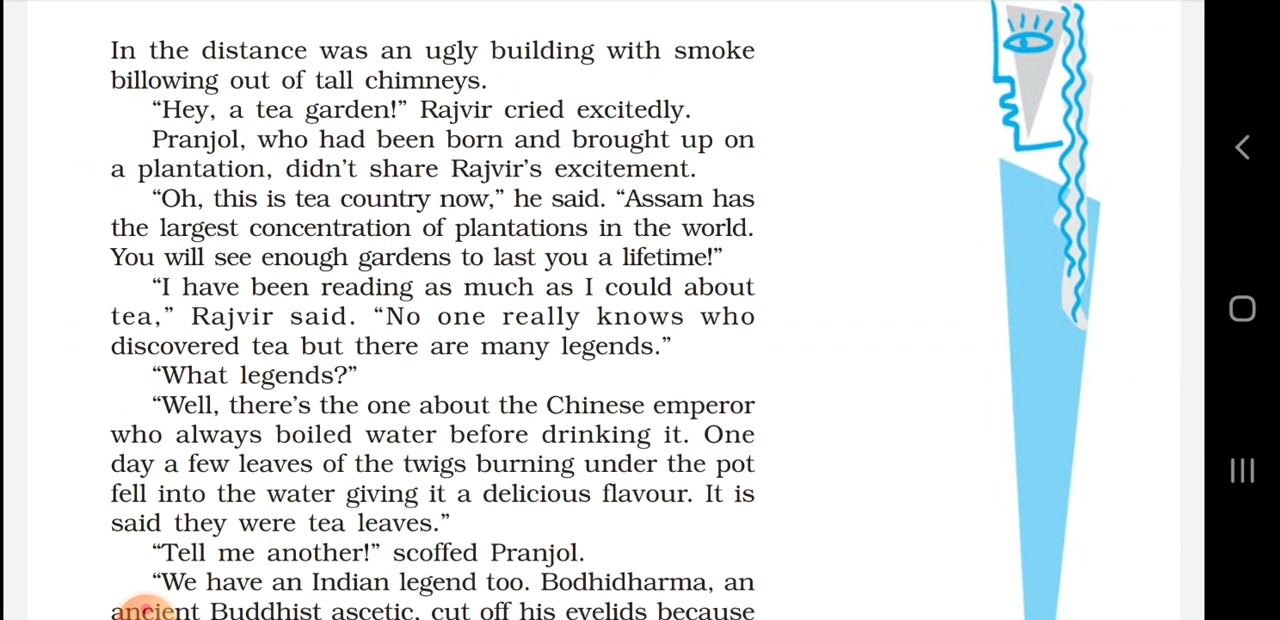 In the distance was an ugly building with smoke
billowing out of tall chimneys.
“Hey, a tea garden!” Rajvir cried excitedly.
Pranjol, who had been born and brought up on
a plantation, didn’t share Rajvir’s excitement.
“Oh, this is tea country now,” he said. “Assam has
the largest concentration of plantations in the world.
You will see enough gardens to last you a lifetime!”
“I have been reading as much as I could about
tea,” Rajvir said. “No one really knows who
discovered tea but there are many legends.”
“What legends?”
“Well, there’s the one about the Chinese emperor
who always boiled water before drinking it. One
day a few leaves of the twigs burning under the pot
fell into the water giving it a delicious flavour. It is
said they were tea leaves.”
“Tell me another!” scoffed Pranjol.
“We have an Indian legend too. Bodhidharma, an
ancient Buddhist ascetic, cut off his eyelids because